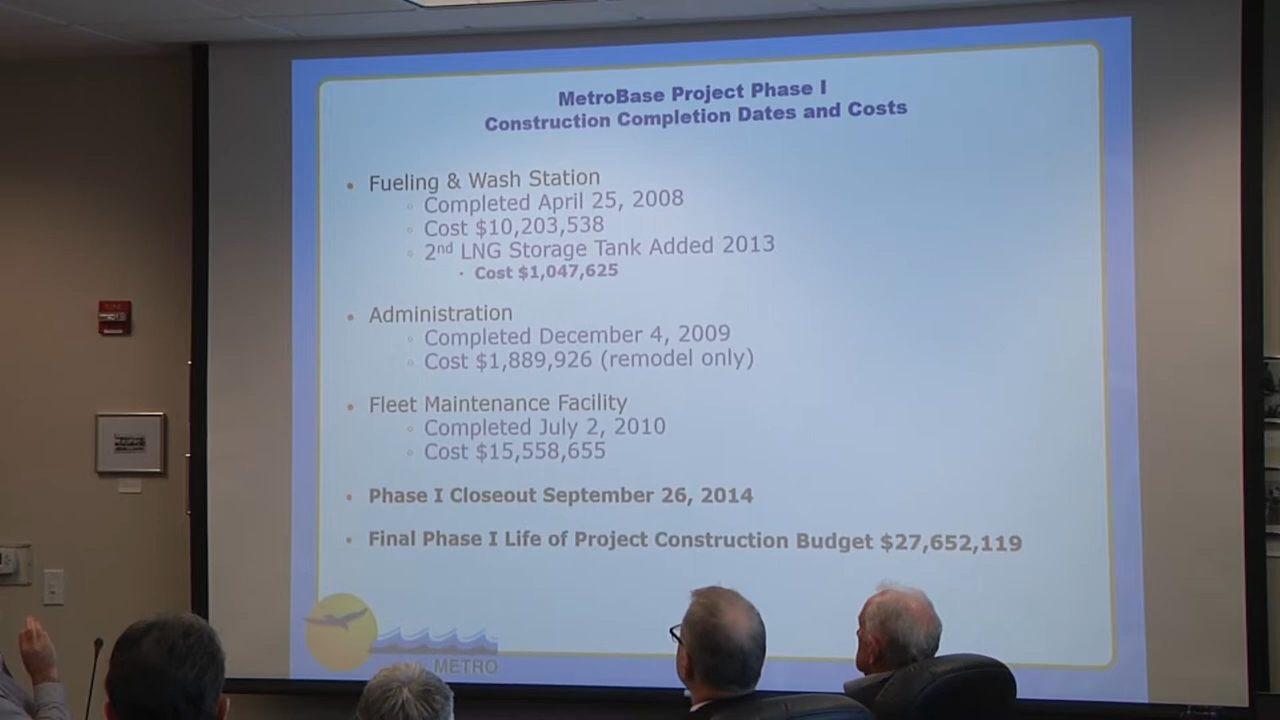 MetroBase Project Phase I
Construction Completion Dates and Costs
• Fueling & Wash Station
▫ Completed April 25, 2008
▫ Cost $10,203,538
▫ 2nd LNG Storage Tank Added 2013
· Cost $1,047,625
• Administration
▫ Completed December 4, 2009
▫ Cost $1,889,926 (remodel only)
• Fleet Maintenance Facility
▫ Completed July 2, 2010
▫ Cost $15,558,655
• Phase I Closeout September 26, 2014
• Final Phase I Life of Project Construction Budget $27,652,119
METRO